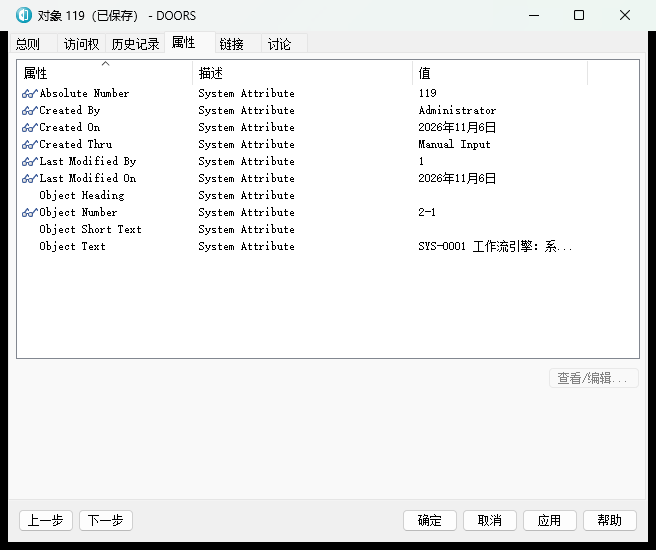 对象 119（已保存） - DOORS
总则 访问权 历史记录 属性 链接 讨论
属性 描述 值
Absolute Number System Attribute 119
Created By System Attribute Administrator
Created On System Attribute 2026年11月6日
Created Thru System Attribute Manual Input
Last Modified By System Attribute 1
Last Modified On System Attribute 2026年11月6日
Object Heading System Attribute
Object Number System Attribute 2-1
Object Short Text System Attribute
Object Text System Attribute SYS-0001 工作流引擎: 系...
查看/编辑...
上一步 下一步 确定 取消 应用 帮助